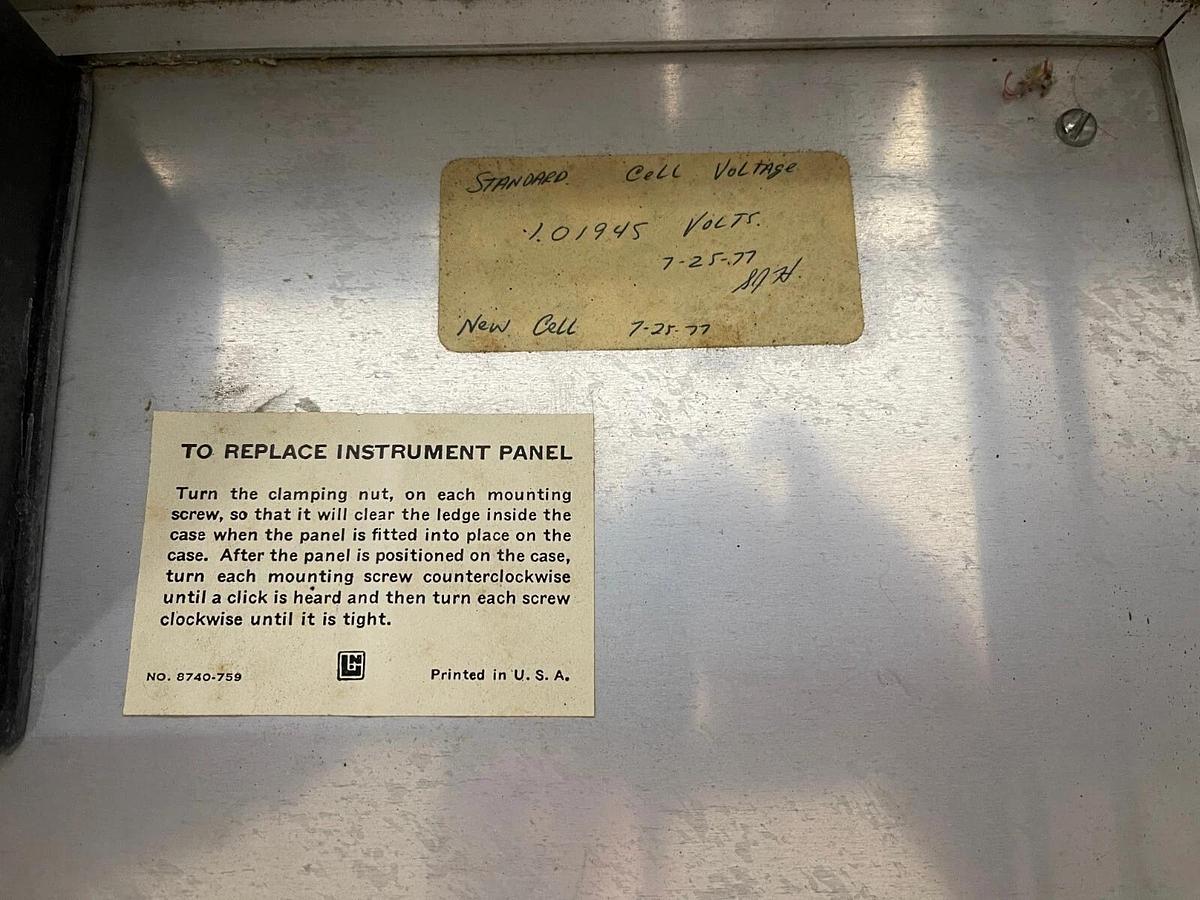 STANDARD. Cell Voltage
1.01945 VOLTS.
7-25-77
SJH.
New Cell 7-25-77
TO REPLACE INSTRUMENT PANEL
Turn the clamping nut, on each mounting
screw, so that it will clear the ledge inside the
case when the panel is fitted into place on the
case. After the panel is positioned on the case,
turn each mounting screw counterclockwise
until a click is heard and then turn each screw
clockwise until it is tight.
NO. 8740-759 LN Printed in U. S. A.